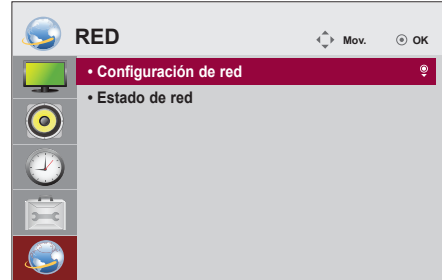 RED
Mov. OK
• Configuración de red
• Estado de red